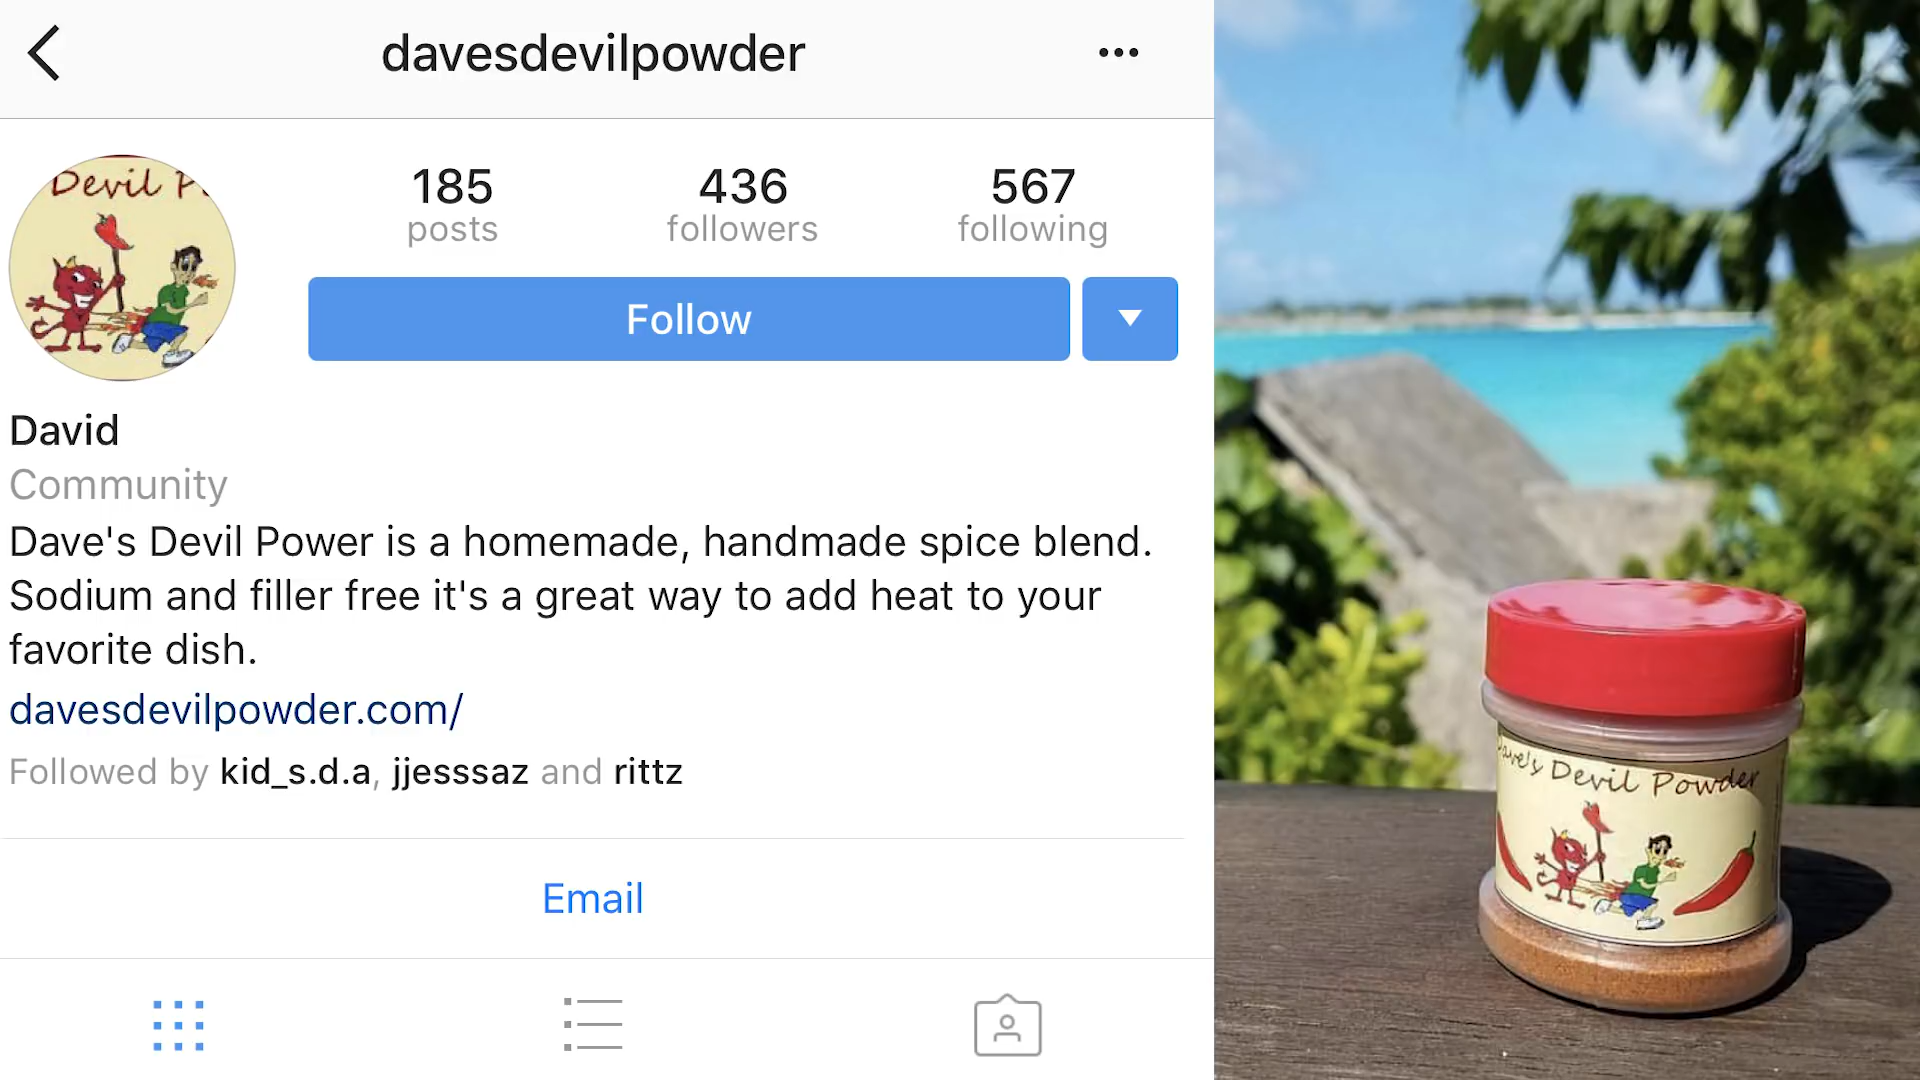 davesdevilpowder
Devil P
185
posts
436
followers
567
following
Follow
David
Community
Dave's Devil Power is a homemade, handmade spice blend.
Sodium and filler free it's a great way to add heat to your
favorite dish.
davesdevilpowder.com/
Followed by kid_s.d.a, jjesssaz and rittz
Email
Dave's Devil Powder